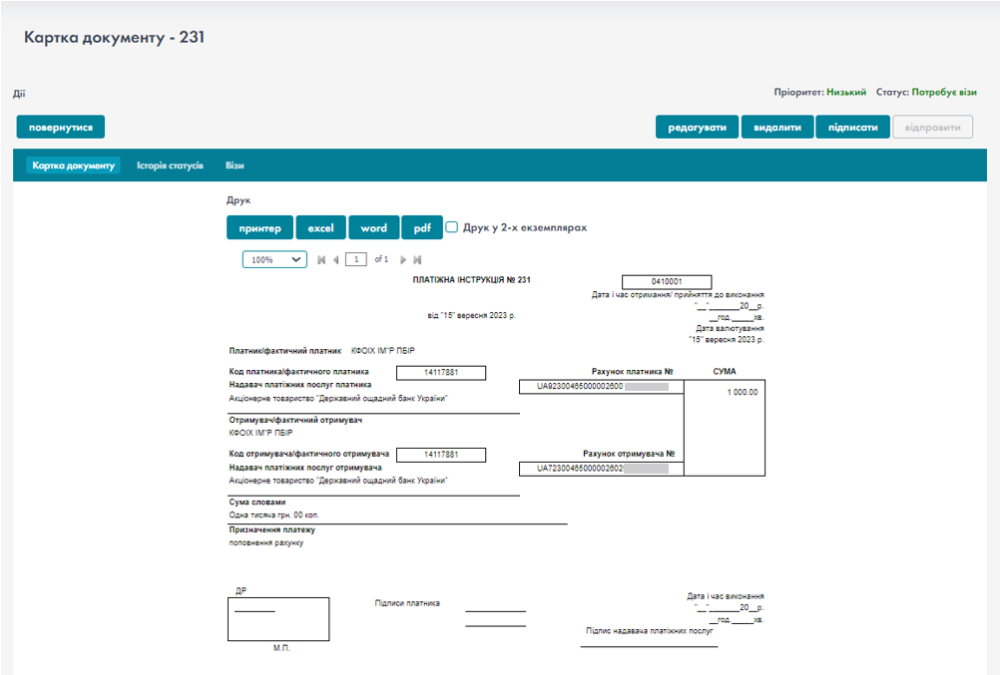 Картка документу - 231
Дії
Пріоритет: Низький Статус: Потребує візи
повернутися
редагувати видалити підписати відправити
Картка документу Історія статусів Візи
Друк
принтер excel word pdf Друк у 2-х екземплярах
100% 1 of 1
ПЛАТІЖНА ІНСТРУКЦІЯ № 231
0410001
Дата і час отримання/ прийняття до виконання
"__"______20__р.
__год.____хв.
від "15" вересня 2023 р.
Дата валютування
"15" вересня 2023 р.
Платник/фактичний платник КФОІХ ІМ'Р ПБІР
Код платника/фактичного платника 14117881 Рахунок платника № СУМА
Надавач платіжних послуг платника UA92300465000002600 1 000.00
Акціонерне товариство "Державний ощадний банк України"
Отримувач/фактичний отримувач
КФОІХ ІМ'Р ПБІР
Код отримувача/фактичного отримувача 14117881 Рахунок отримувача №
Надавач платіжних послуг отримувача UA72300465000002602
Акціонерне товариство "Державний ощадний банк України"
Сума словами
Одна тисяча грн. 00 коп.
Призначення платежу
поповнення рахунку
ДР
Дата і час виконання
Підписи платника
"__"______20__р.
__год.____хв.
Підпис надавача платіжних послуг
М.П.